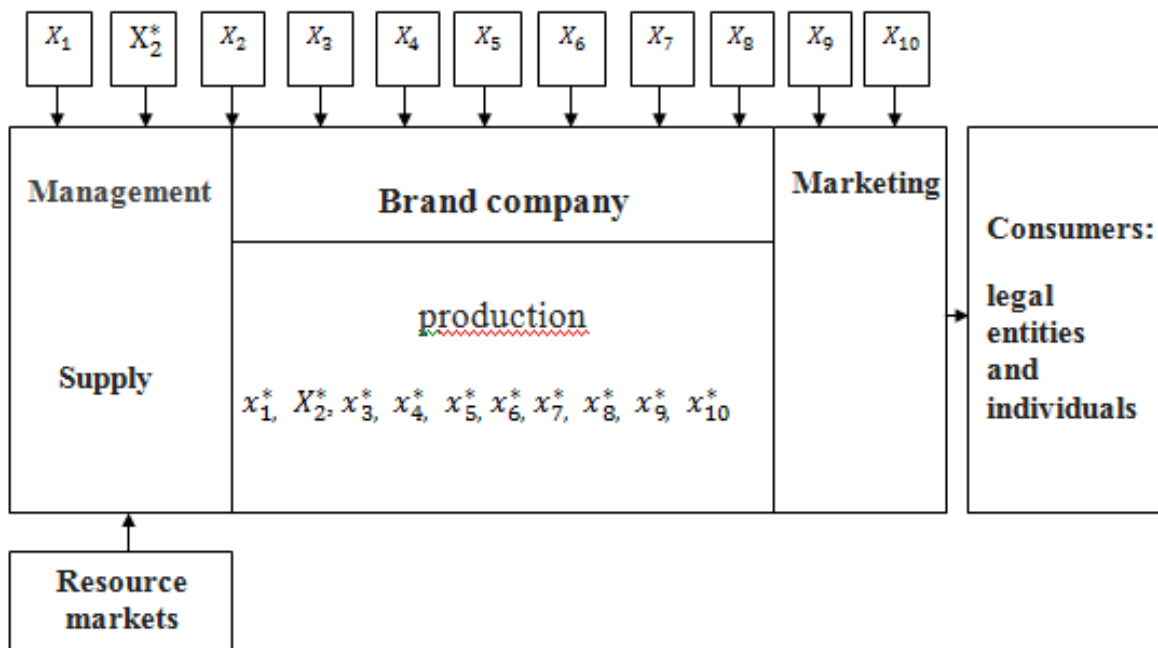 X₁ X₂* X₂ X₃ X₄ X₅ X₆ X₇ X₈ X₉ X₁₀
Management
Brand company
Marketing
production
Supply
x₁*, X₂*, x₃*, x₄*, x₅*, x₆*, x₇*, x₈*, x₉*, x₁₀*
Consumers:
legal
entities
and
individuals
Resource
markets